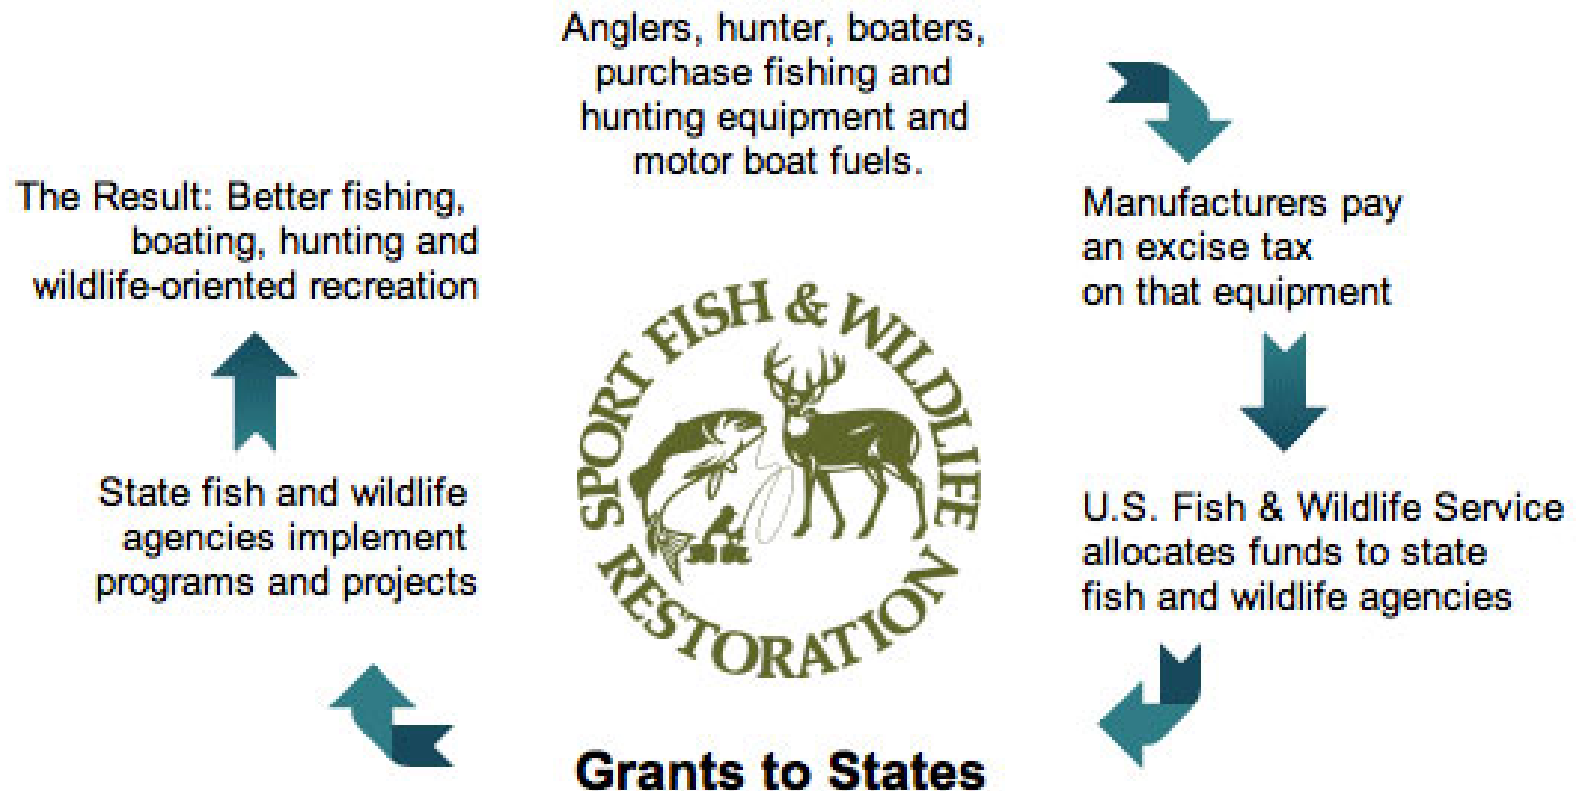 Anglers, hunter, boaters,
purchase fishing and
hunting equipment and
motor boat fuels.
Manufacturers pay
an excise tax
on that equipment
U.S. Fish & Wildlife Service
allocates funds to state
fish and wildlife agencies
Grants to States
State fish and wildlife
agencies implement
programs and projects
The Result: Better fishing,
boating, hunting and
wildlife-oriented recreation
SPORT FISH & WILDLIFE
RESTORATION